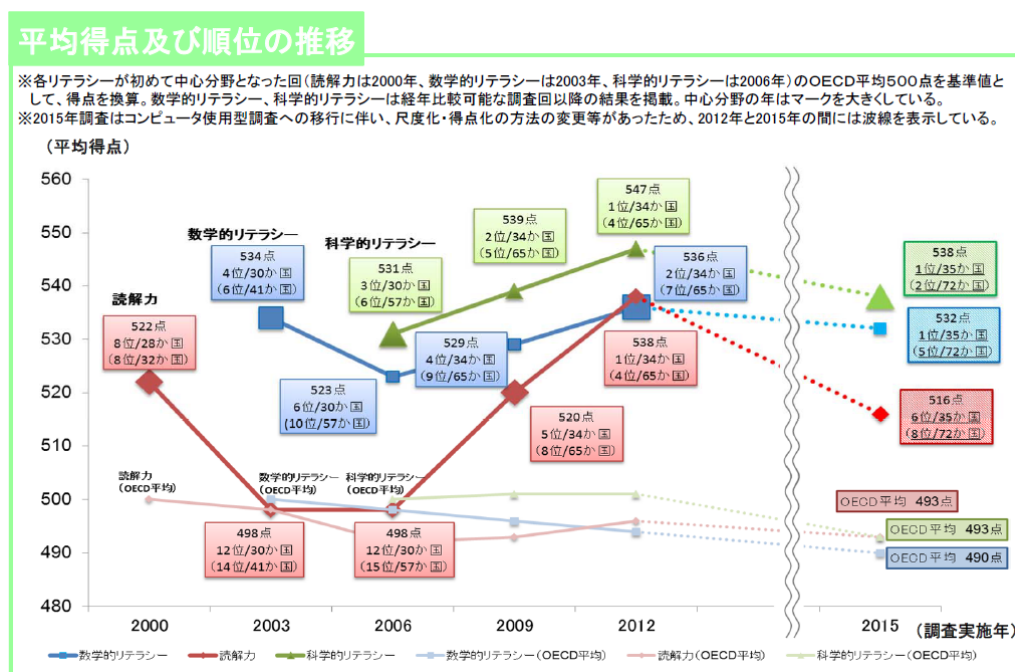 平均得点及び順位の推移
※各リテラシーが初めて中心分野となった回(読解力は2000年、数学的リテラシーは2003年、科学的リテラシーは2006年)のOECD平均500点を基準値と
して、得点を換算。数学的リテラシー、科学的リテラシーは経年比較可能な調査回以降の結果を掲載。中心分野の年はマークを大きくしている。
※2015年調査はコンピュータ使用型調査への移行に伴い、尺度化・得点化の方法の変更等があったため、2012年と2015年の間には波線を表示している。
(平均得点)
560
550
540
530
520
510
500
490
480
読解力
522点
8位/28か国
(8位/32か国)
数学的リテラシー
534点
4位/30か国
(6位/41か国)
科学的リテラシー
531点
3位/30か国
(6位/57か国)
539点
2位/34か国
(5位/65か国)
547点
1位/34か国
(4位/65か国)
536点
2位/34か国
(7位/65か国)
538点
1位/35か国
(2位/72か国)
532点
1位/35か国
(5位/72か国)
516点
6位/35か国
(8位/72か国)
523点
6位/30か国
(10位/57か国)
529点
4位/34か国
(9位/65か国)
538点
1位/34か国
(4位/65か国)
520点
5位/34か国
(8位/65か国)
読解力
(OECD平均)
数学的リテラシー
(OECD平均)
科学的リテラシー
(OECD平均)
498点
12位/30か国
(14位/41か国)
498点
12位/30か国
(15位/57か国)
OECD平均 493点
OECD平均 493点
OECD平均 490点
2000
2003
2006
2009
2012
2015
(調査実施年)
数学的リテラシー
読解力
科学的リテラシー
数学的リテラシー(OECD平均)
読解力(OECD平均)
科学的リテラシー(OECD平均)